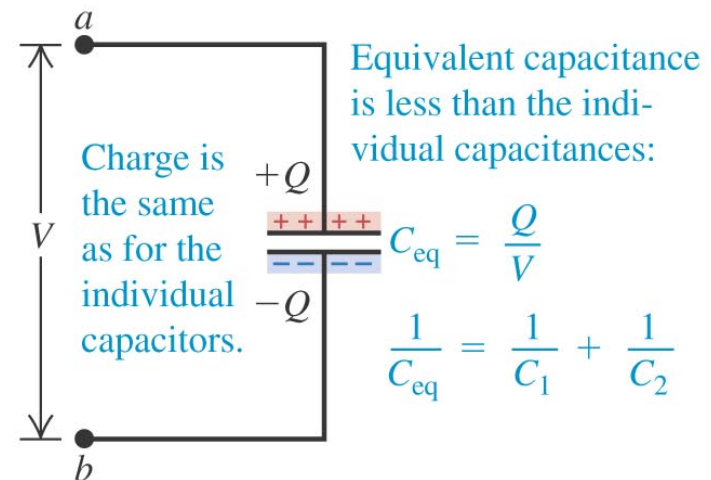 a
Equivalent capacitance
is less than the indi-
vidual capacitances:
Charge is
the same
as for the
individual
capacitors.
V
+Q
+ + + +
− − − −
−Q
C_eq = Q/V
1/C_eq = 1/C_1 + 1/C_2
b